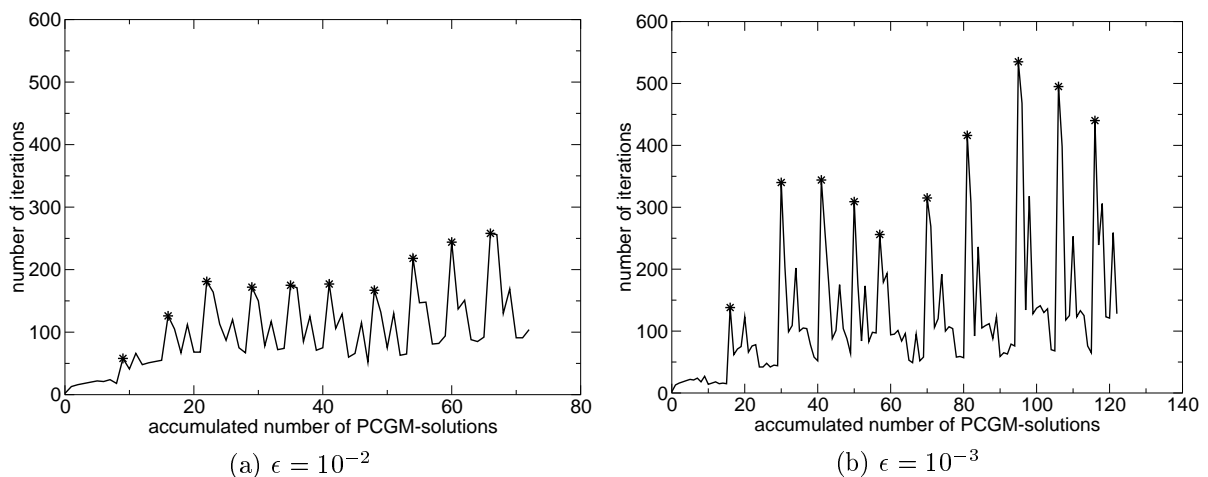 600
500
400
300
200
100
0
number of iterations
0 20 40 60 80
accumulated number of PCGM-solutions
(a) ϵ = 10⁻²
600
500
400
300
200
100
0
number of iterations
0 20 40 60 80 100 120 140
accumulated number of PCGM-solutions
(b) ϵ = 10⁻³